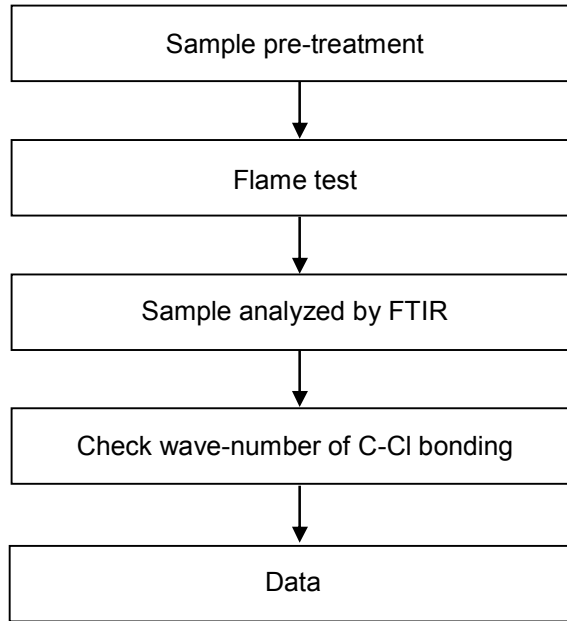 Sample pre-treatment
Flame test
Sample analyzed by FTIR
Check wave-number of C-Cl bonding
Data